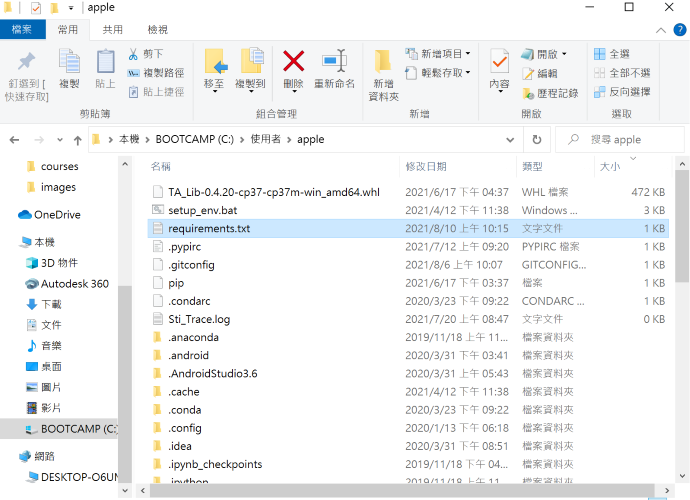 apple
檔案 常用 共用 檢視
釘選到 [快速存取]
複製
貼上
剪下
複製路徑
貼上捷徑
剪貼簿
移至
複製到
刪除
重新命名
組合管理
新增資料夾
新增項目
輕鬆存取
新增
內容
開啟
編輯
歷程記錄
開啟
全選
全部不選
反向選擇
選取
本機 BOOTCAMP (C:) 使用者 apple
搜尋 apple
courses
images
OneDrive
本機
3D 物件
Autodesk 360
下載
文件
音樂
桌面
圖片
影片
BOOTCAMP (C:)
網路
DESKTOP-O6UM
名稱 修改日期 類型 大小
TA_Lib-0.4.20-cp37-cp37m-win_amd64.whl 2021/6/17 下午 04:37 WHL 檔案 472 KB
setup_env.bat 2021/4/12 下午 11:38 Windows ... 3 KB
requirements.txt 2021/8/10 上午 10:15 文字文件 1 KB
.pypirc 2021/7/12 上午 09:20 PYPIRC 檔案 1 KB
.gitconfig 2021/8/6 上午 10:07 GITCONFIG... 1 KB
pip 2021/6/17 下午 03:37 檔案 1 KB
.condarc 2020/3/23 下午 09:22 CONDARC ... 1 KB
Sti_Trace.log 2021/7/20 上午 08:47 文字文件 0 KB
.anaconda 2019/11/18 上午 11... 檔案資料夾
.android 2020/3/31 下午 03:41 檔案資料夾
.AndroidStudio3.6 2020/3/31 上午 05:43 檔案資料夾
.cache 2021/4/12 下午 11:38 檔案資料夾
.conda 2020/3/23 下午 09:22 檔案資料夾
.config 2020/1/13 下午 06:18 檔案資料夾
.idea 2020/3/31 下午 08:51 檔案資料夾
.ipynb_checkpoints 2019/11/18 下午 04... 檔案資料夾
.ipython 2019/11/18 上午 11... 檔案資料夾